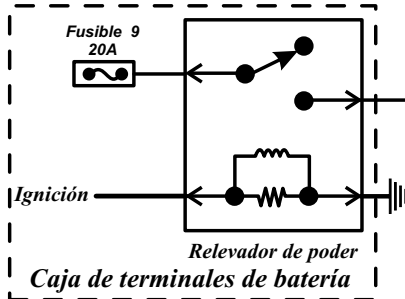 Fusible 9
20A
Ignición
Relevador de poder
Caja de terminales de batería